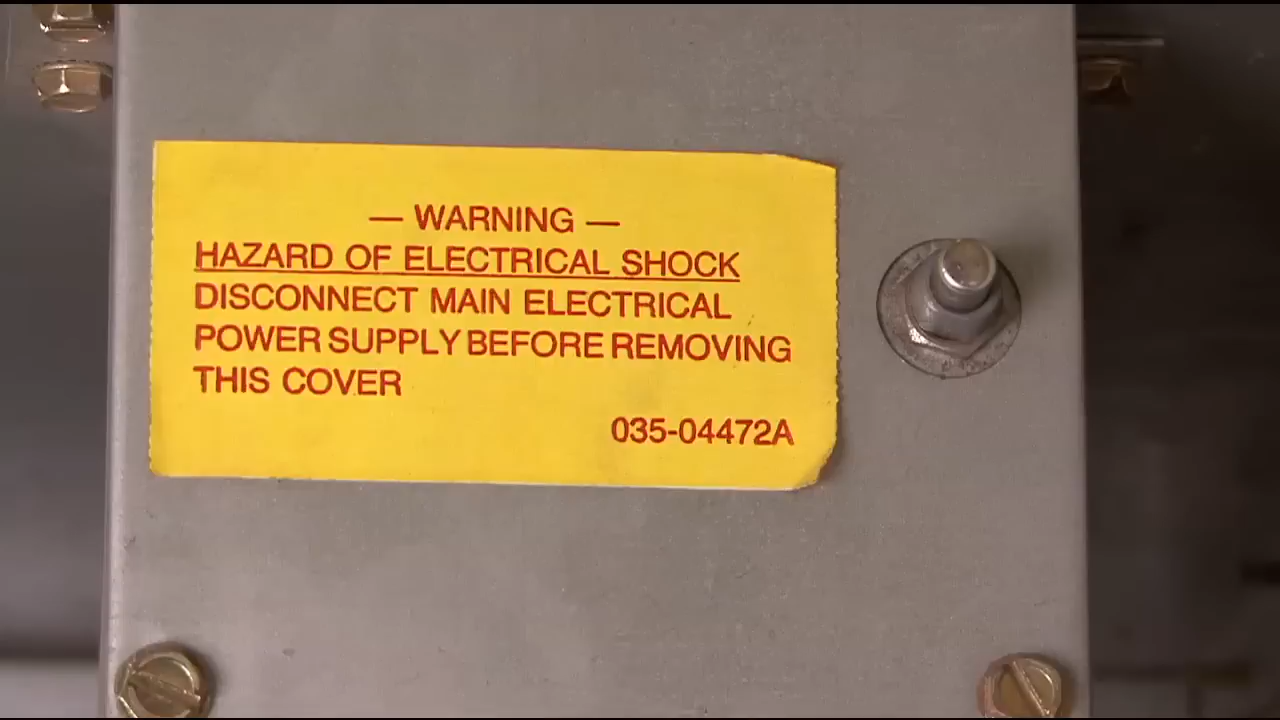 — WARNING —
HAZARD OF ELECTRICAL SHOCK
DISCONNECT MAIN ELECTRICAL
POWER SUPPLY BEFORE REMOVING
THIS COVER
035-04472A